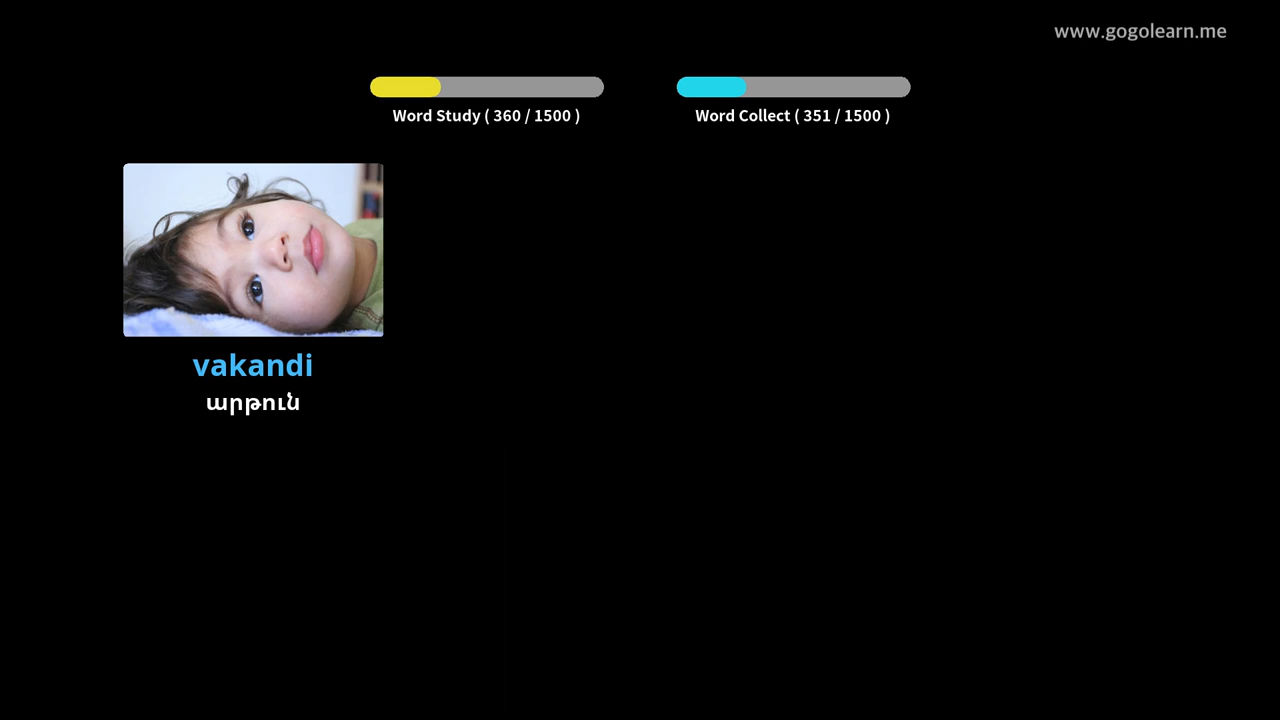 www.gogolearn.me
Word Study ( 360 / 1500 )
Word Collect ( 351 / 1500 )
vakandi
արթուն